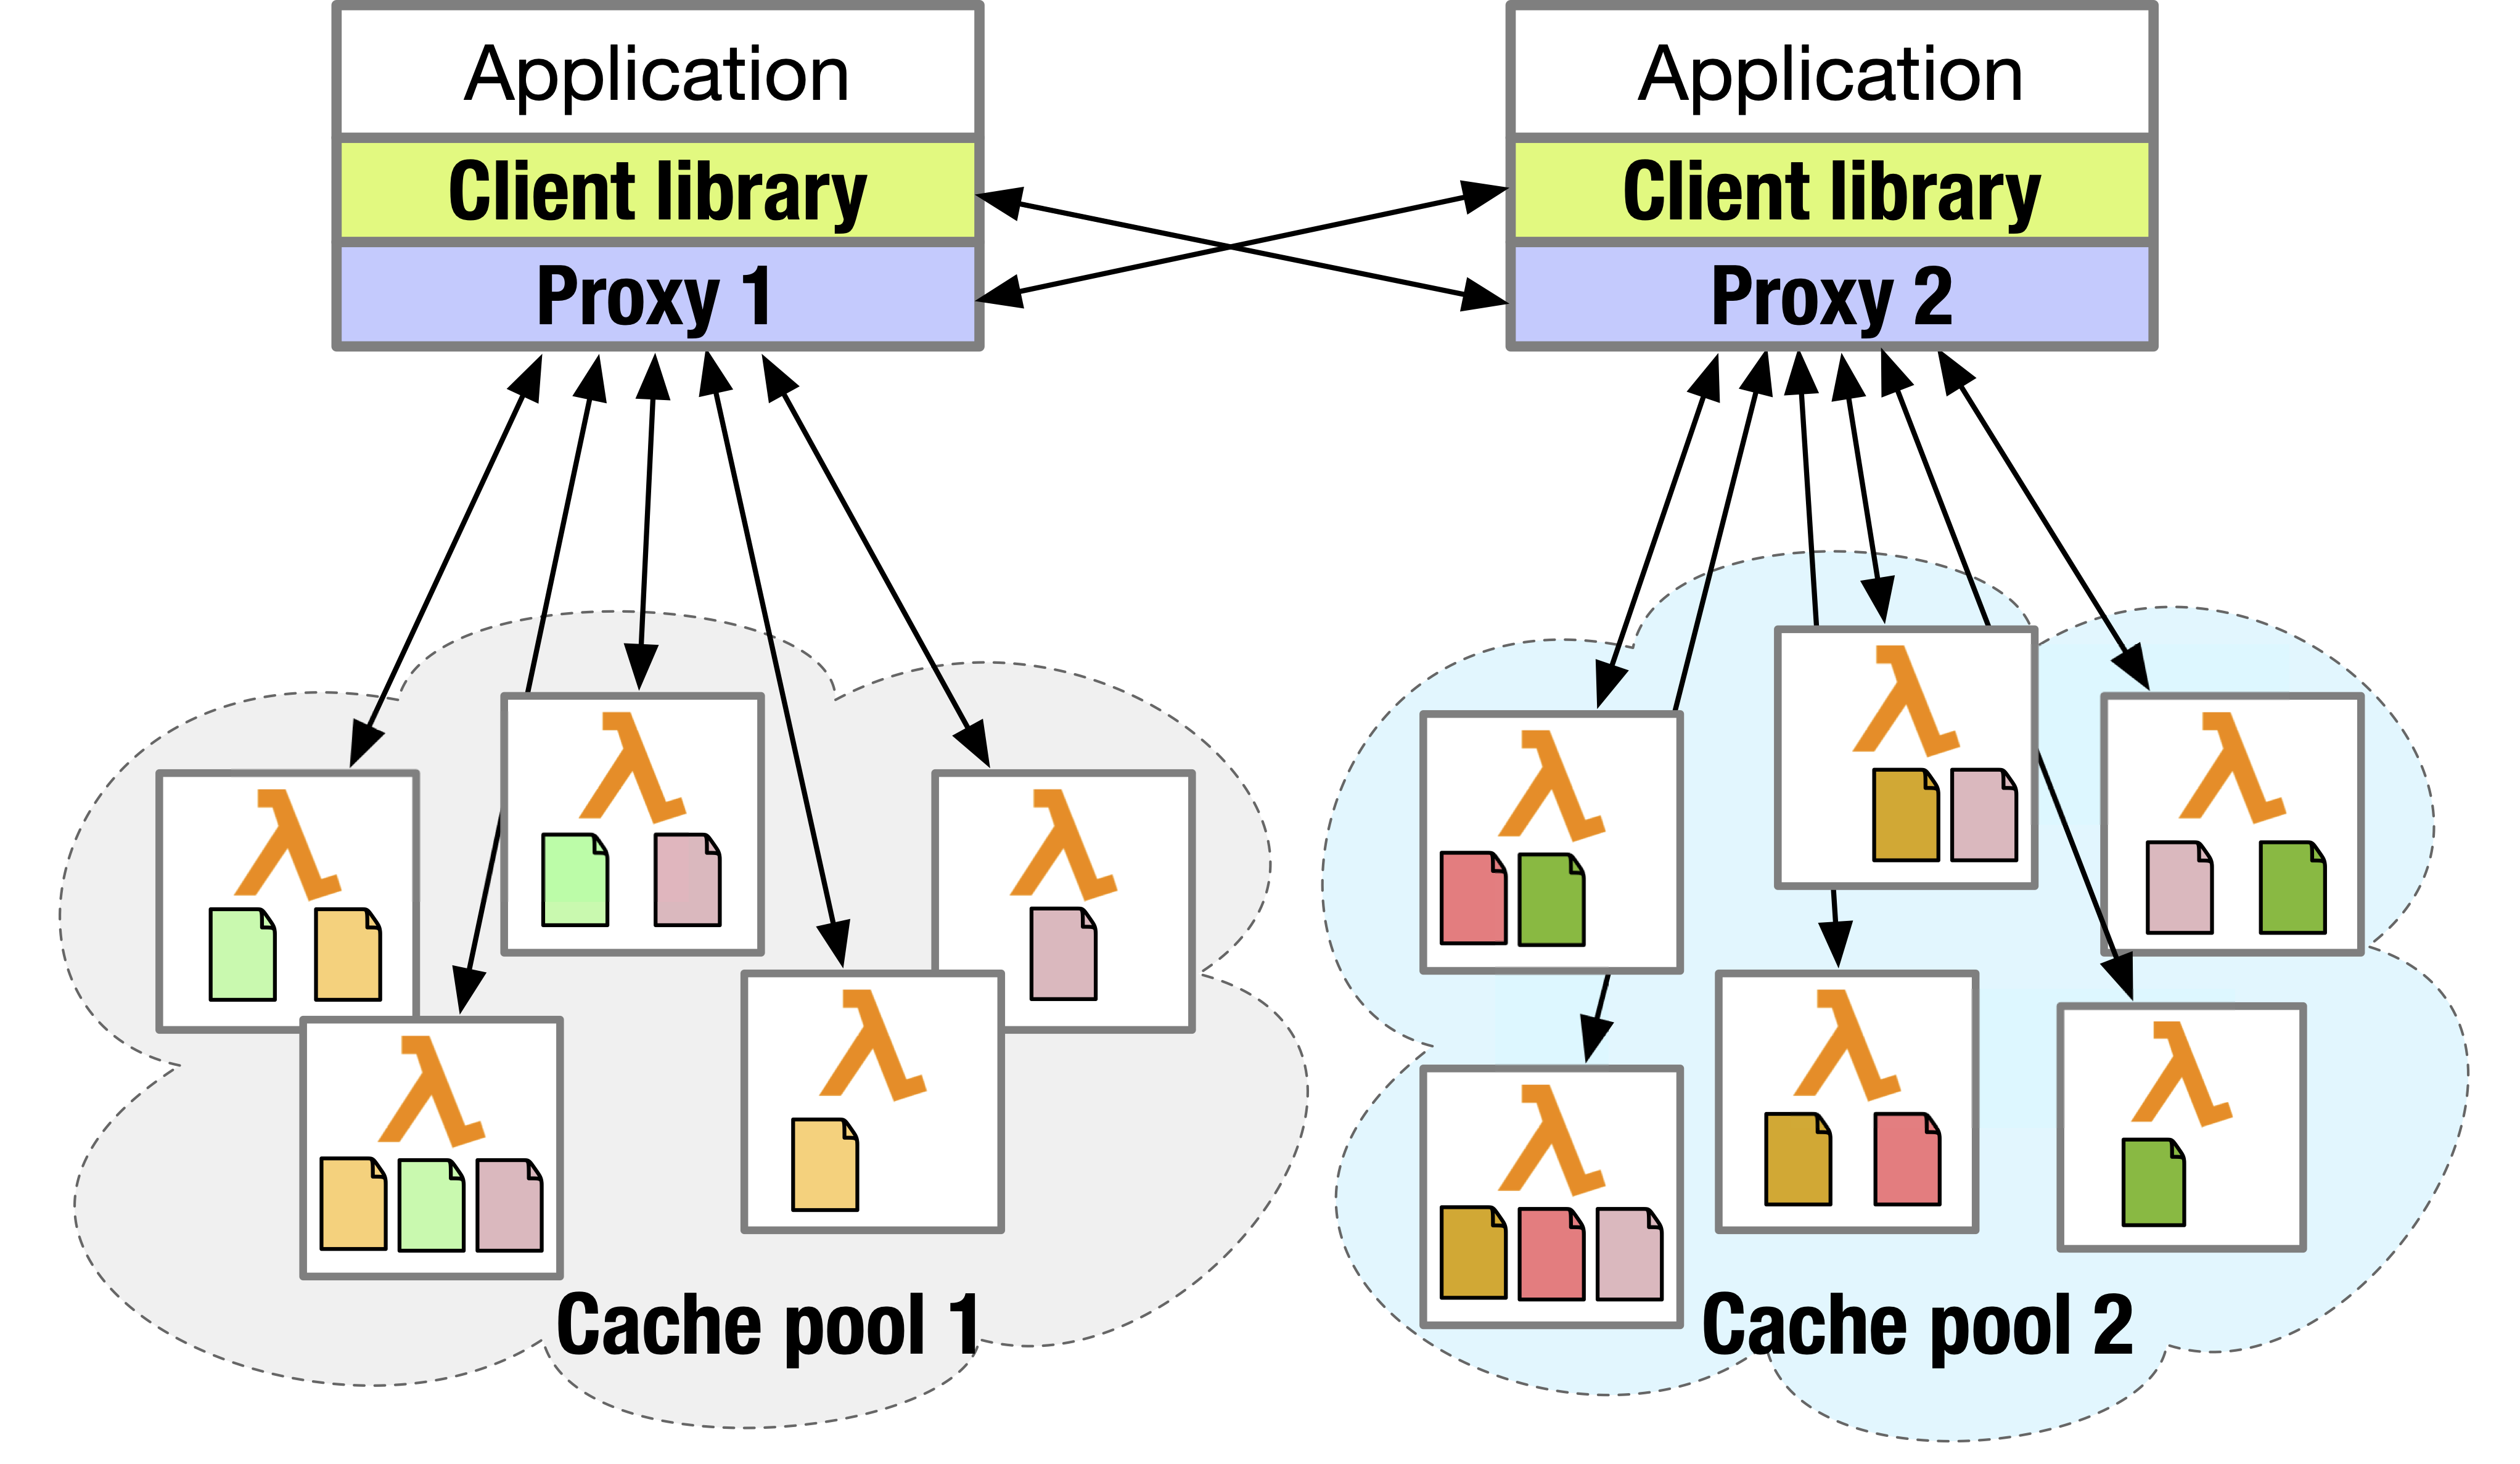 Application
Client library
Proxy 1
Application
Client library
Proxy 2
λ
λ
λ
λ
λ
Cache pool 1
λ
λ
λ
λ
λ
λ
Cache pool 2